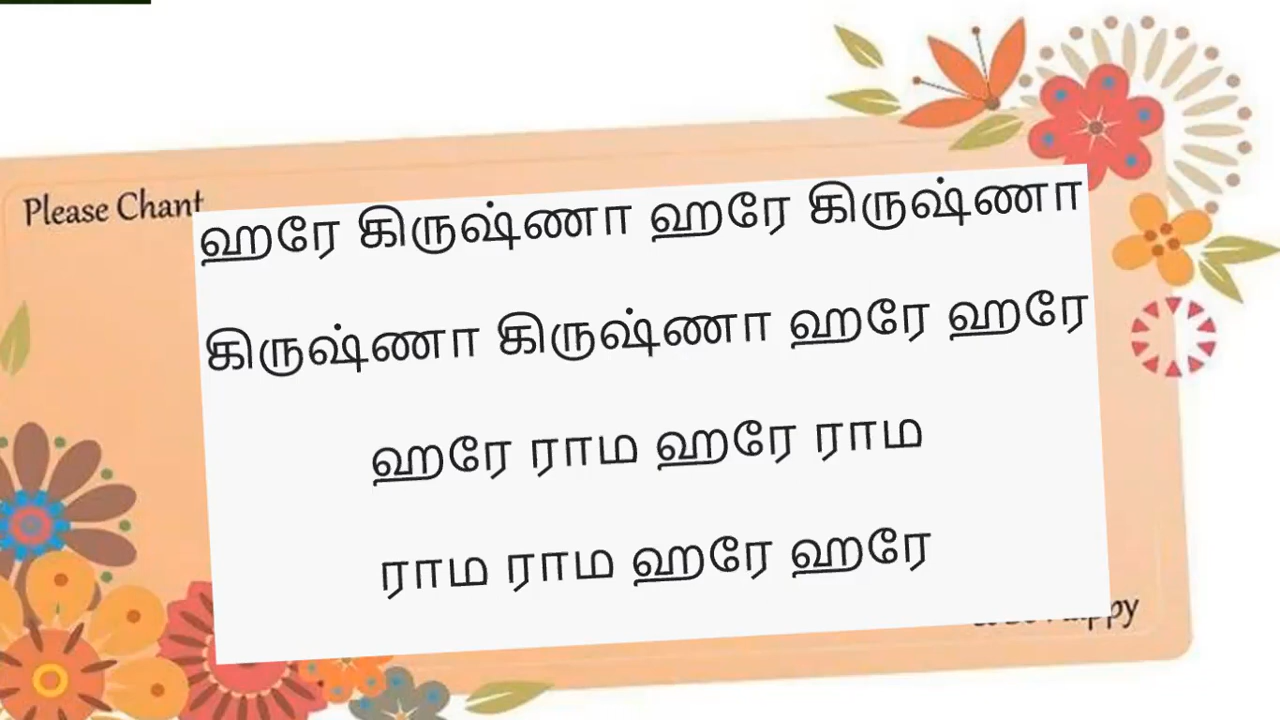 Please Chant
ஹரே கிருஷ்ணா ஹரே கிருஷ்ணா
கிருஷ்ணா கிருஷ்ணா ஹரே ஹரே
ஹரே ராம ஹரே ராம
ராம ராம ஹரே ஹரே